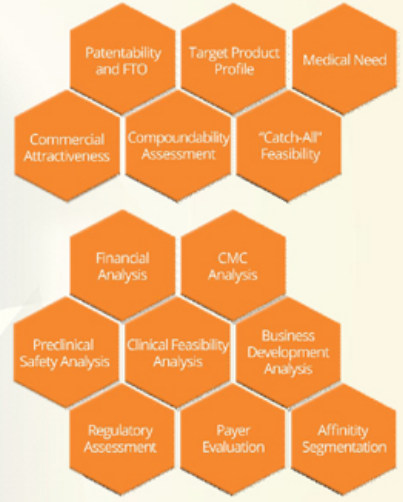 Patentability
and FTO
Target Product
Profile
Medical Need
Commercial
Attractiveness
Compoundability
Assessment
“Catch-All”
Feasibility
Financial
Analysis
CMC
Analysis
Preclinical
Safety Analysis
Clinical Feasibility
Analysis
Business
Development
Analysis
Regulatory
Assessment
Payer
Evaluation
Affinitity
Segmentation